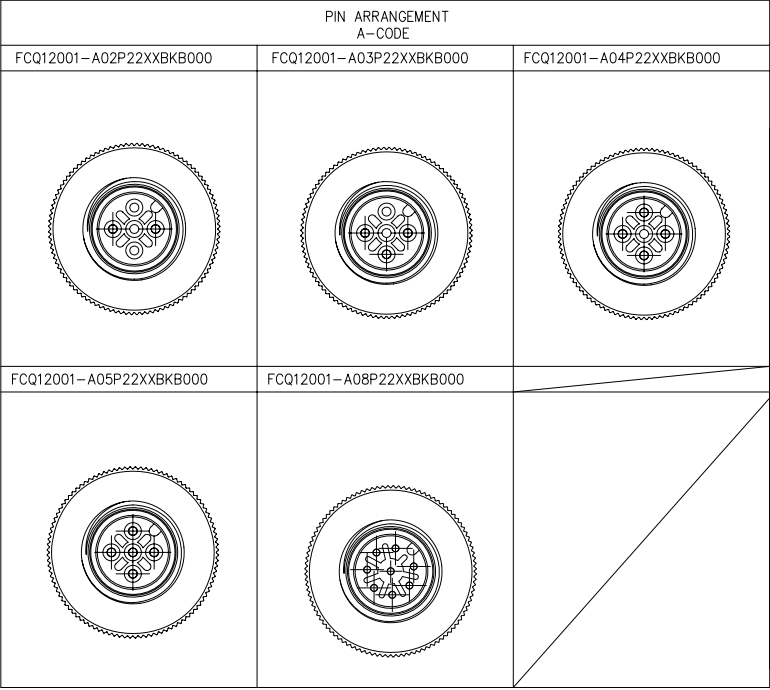 PIN ARRANGEMENT
A-CODE
FCQ12001-A02P22XXBKB000
FCQ12001-A03P22XXBKB000
FCQ12001-A04P22XXBKB000
FCQ12001-A05P22XXBKB000
FCQ12001-A08P22XXBKB000